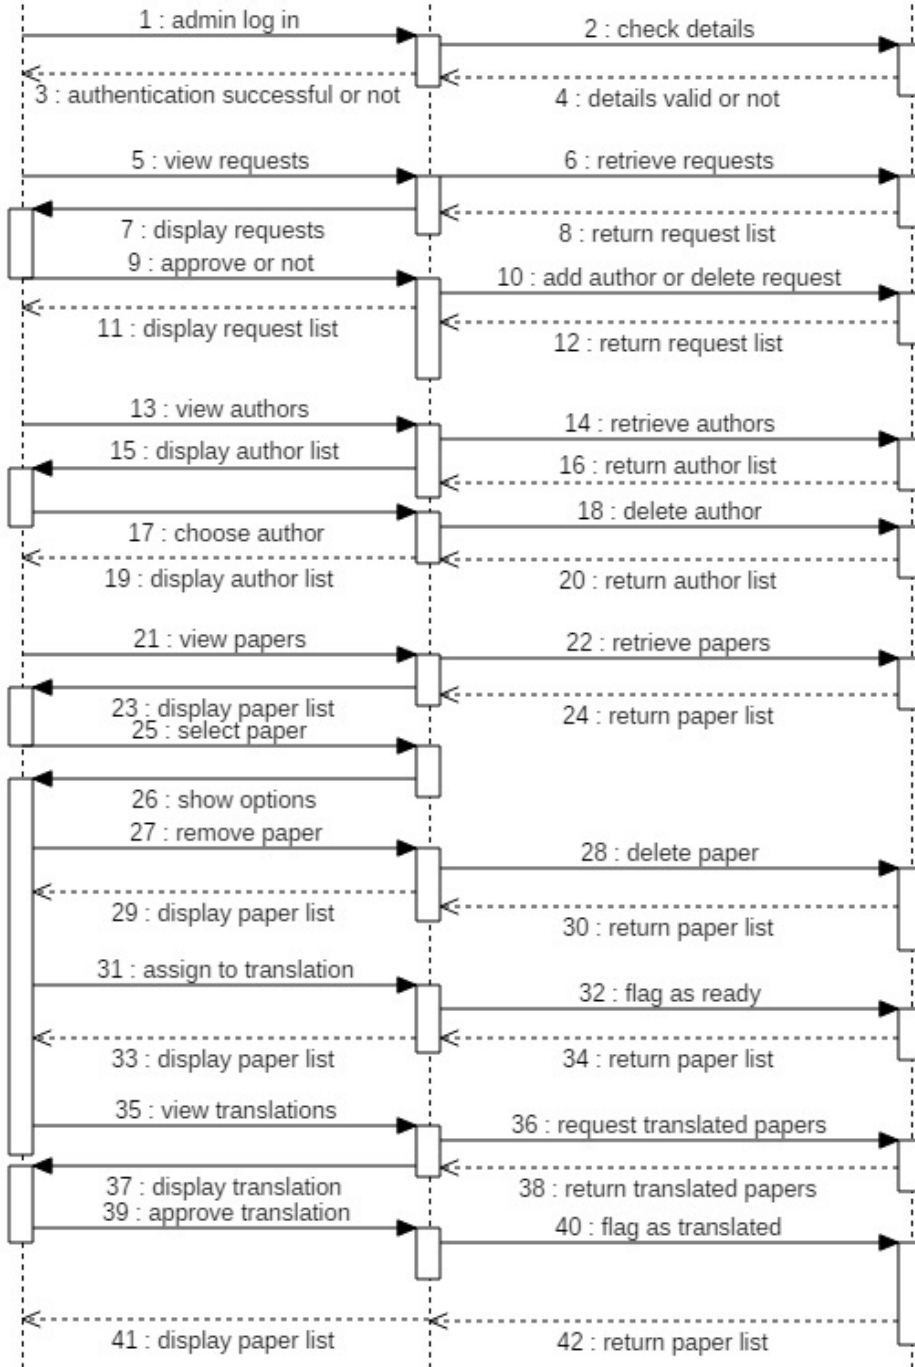 1 : admin log in
2 : check details
3 : authentication successful or not
4 : details valid or not
5 : view requests
6 : retrieve requests
7 : display requests
8 : return request list
9 : approve or not
10 : add author or delete request
11 : display request list
12 : return request list
13 : view authors
14 : retrieve authors
15 : display author list
16 : return author list
17 : choose author
18 : delete author
19 : display author list
20 : return author list
21 : view papers
22 : retrieve papers
23 : display paper list
24 : return paper list
25 : select paper
26 : show options
27 : remove paper
28 : delete paper
29 : display paper list
30 : return paper list
31 : assign to translation
32 : flag as ready
33 : display paper list
34 : return paper list
35 : view translations
36 : request translated papers
37 : display translation
38 : return translated papers
39 : approve translation
40 : flag as translated
41 : display paper list
42 : return paper list